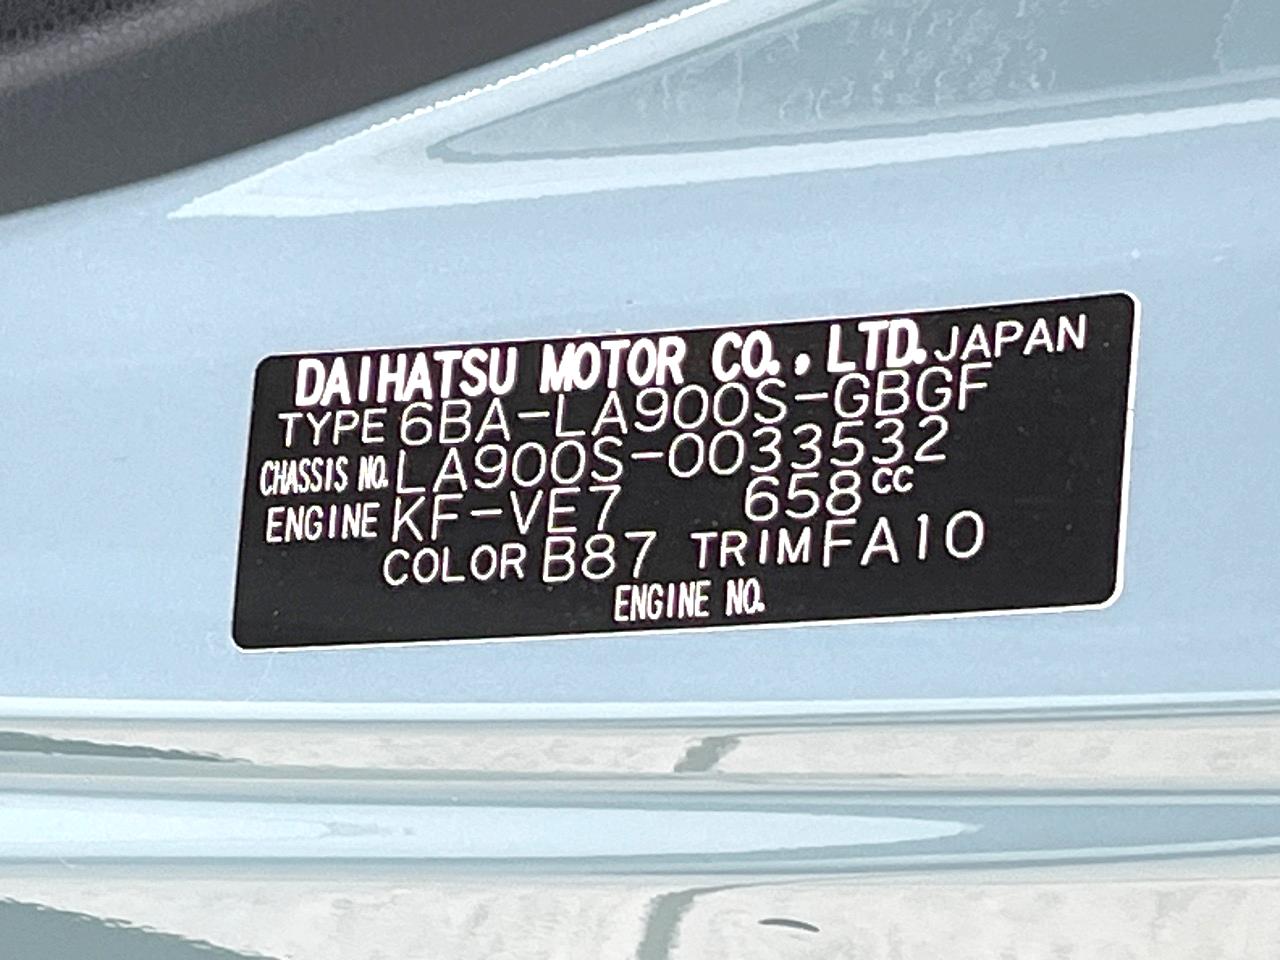 DAIHATSU MOTOR CO., LTD. JAPAN
TYPE 6BA-LA900S-GBGF
CHASSIS NO. LA900S-0033532
ENGINE KF-VE7 658cc
COLOR B87 TRIM FA10
ENGINE NO.